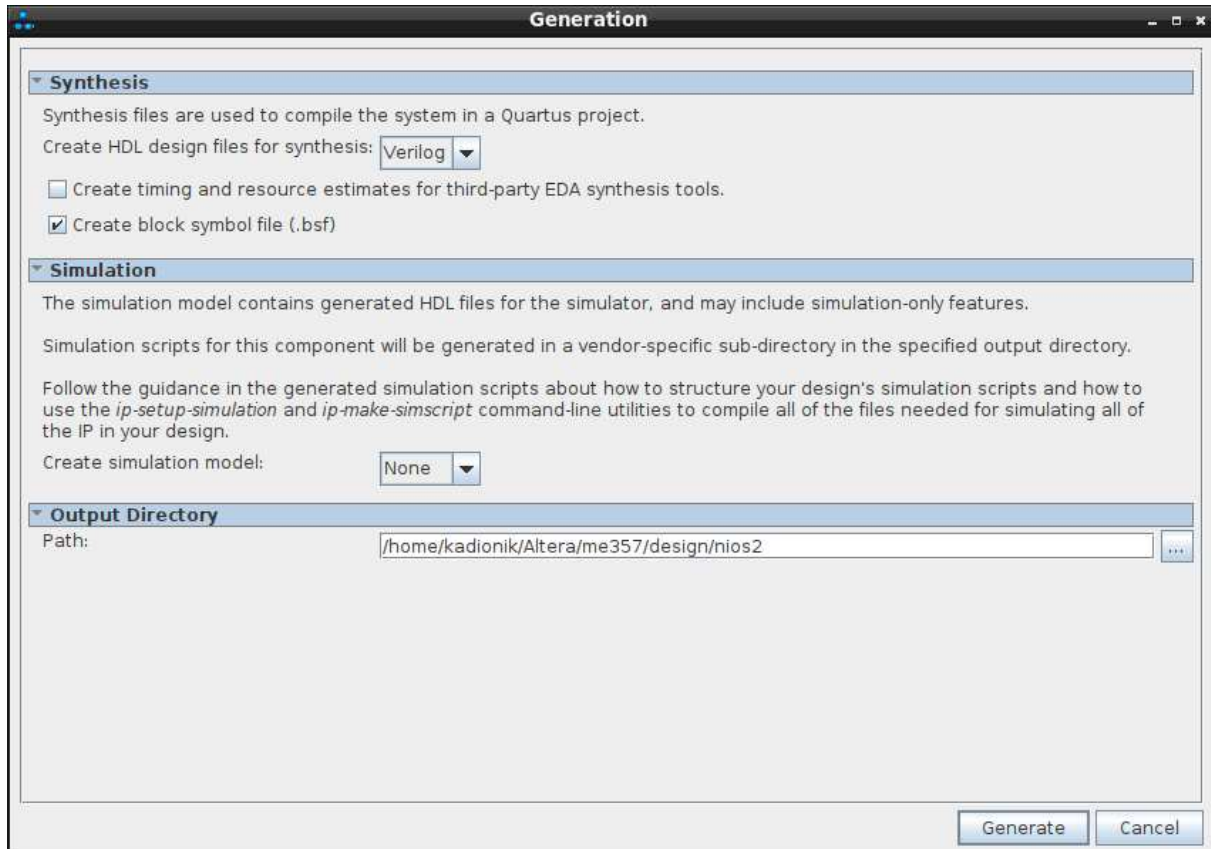 Generation
Synthesis
Synthesis files are used to compile the system in a Quartus project.
Create HDL design files for synthesis: Verilog
Create timing and resource estimates for third-party EDA synthesis tools.
Create block symbol file (.bsf)
Simulation
The simulation model contains generated HDL files for the simulator, and may include simulation-only features.
Simulation scripts for this component will be generated in a vendor-specific sub-directory in the specified output directory.
Follow the guidance in the generated simulation scripts about how to structure your design's simulation scripts and how to
use the ip-setup-simulation and ip-make-simscript command-line utilities to compile all of the files needed for simulating all of
the IP in your design.
Create simulation model: None
Output Directory
Path: /home/kadionik/Altera/me357/design/nios2 ...
Generate Cancel